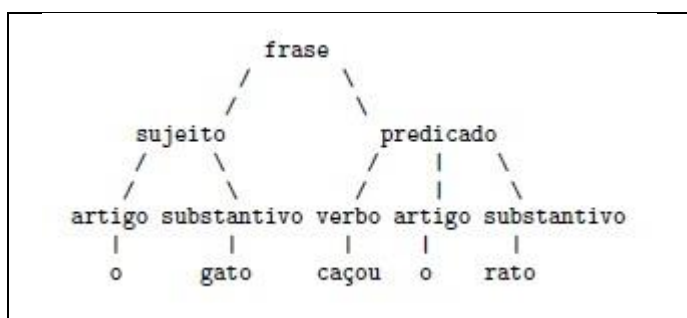 frase
sujeito predicado
artigo substantivo verbo artigo substantivo
o gato caçou o rato